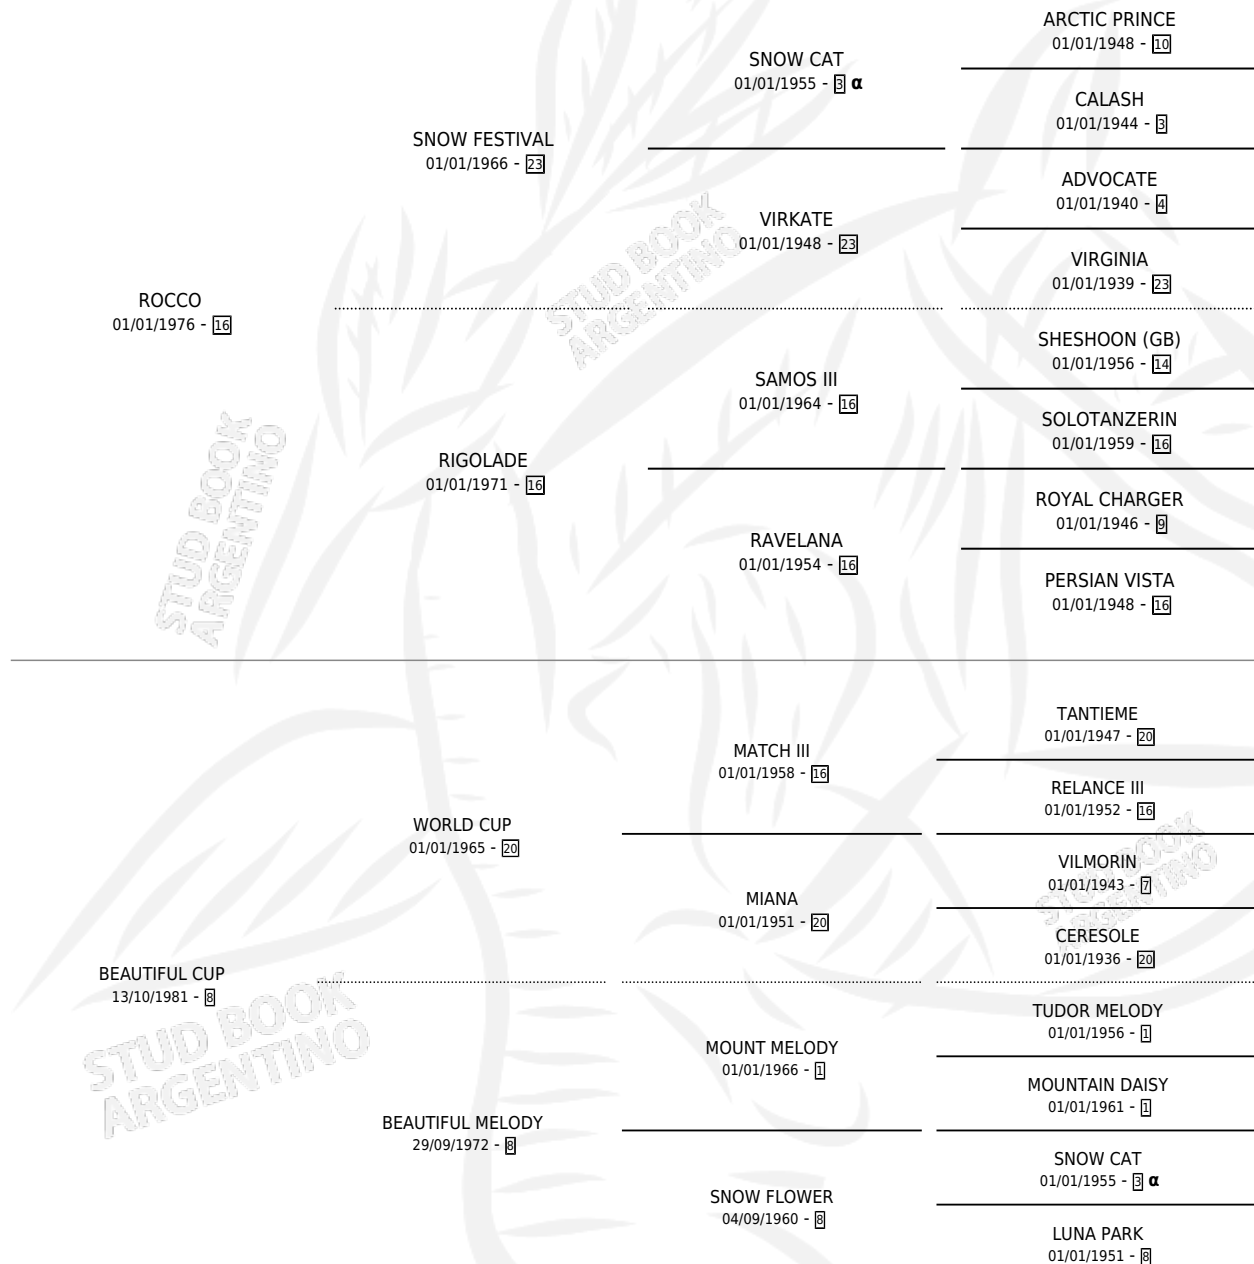 ARCTIC PRINCE
01/01/1948 - 10
SNOW CAT
01/01/1955 - 3 α
CALASH
01/01/1944 - 3
SNOW FESTIVAL
01/01/1966 - 23
ADVOCATE
01/01/1940 - 4
VIRKATE
01/01/1948 - 23
VIRGINIA
01/01/1939 - 23
ROCCO
01/01/1976 - 16
SHESHOON (GB)
01/01/1956 - 14
SAMOS III
01/01/1964 - 16
SOLOTANZERIN
01/01/1959 - 16
RIGOLADE
01/01/1971 - 16
ROYAL CHARGER
01/01/1946 - 9
RAVELANA
01/01/1954 - 16
PERSIAN VISTA
01/01/1948 - 16
TANTIEME
01/01/1947 - 20
MATCH III
01/01/1958 - 16
RELANCE III
01/01/1952 - 16
WORLD CUP
01/01/1965 - 20
VILMORIN
01/01/1943 - 7
MIANA
01/01/1951 - 20
CERESOLE
01/01/1936 - 20
BEAUTIFUL CUP
13/10/1981 - 8
TUDOR MELODY
01/01/1956 - 1
MOUNT MELODY
01/01/1966 - 1
MOUNTAIN DAISY
01/01/1961 - 1
BEAUTIFUL MELODY
29/09/1972 - 8
SNOW CAT
01/01/1955 - 3 α
SNOW FLOWER
04/09/1960 - 8
LUNA PARK
01/01/1951 - 8
STUD BOOK
ARGENTINO
STUD BOOK
ARGENTINO
STUD BOOK
ARGENTINO
STUD BOOK
ARGENTINO